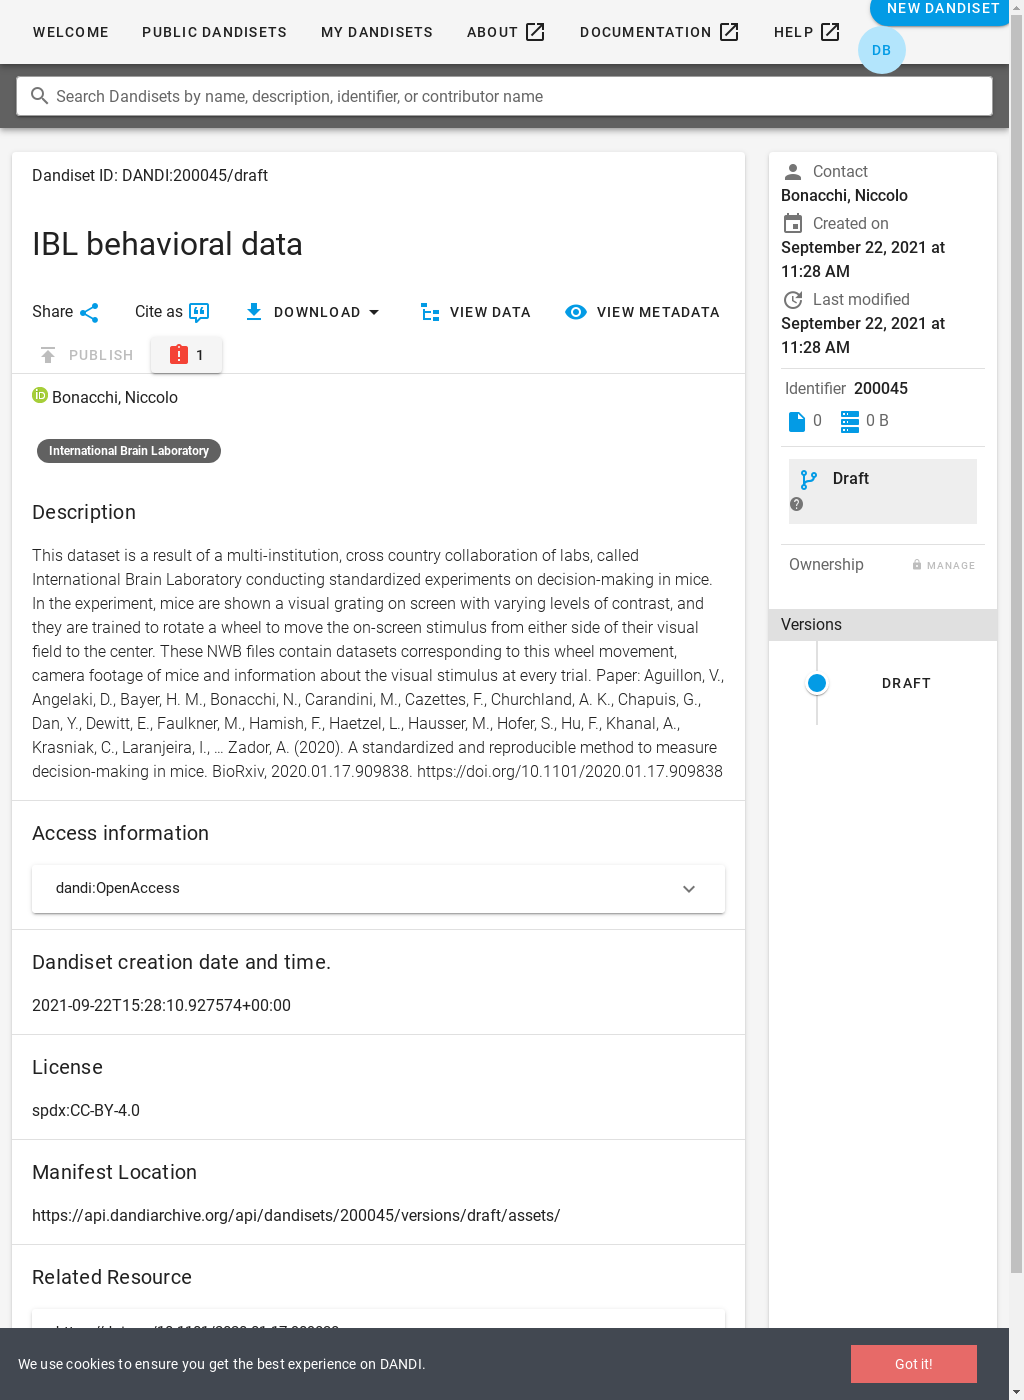 WELCOME PUBLIC DANDISETS MY DANDISETS ABOUT DOCUMENTATION HELP NEW DANDISET
DB
Search Dandisets by name, description, identifier, or contributor name
Dandiset ID: DANDI:200045/draft
IBL behavioral data
Share Cite as DOWNLOAD VIEW DATA VIEW METADATA
PUBLISH 1
Bonacchi, Niccolo
International Brain Laboratory
Description
This dataset is a result of a multi-institution, cross country collaboration of labs, called
International Brain Laboratory conducting standardized experiments on decision-making in mice.
In the experiment, mice are shown a visual grating on screen with varying levels of contrast, and
they are trained to rotate a wheel to move the on-screen stimulus from either side of their visual
field to the center. These NWB files contain datasets corresponding to this wheel movement,
camera footage of mice and information about the visual stimulus at every trial. Paper: Aguillon, V.,
Angelaki, D., Bayer, H. M., Bonacchi, N., Carandini, M., Cazettes, F., Churchland, A. K., Chapuis, G.,
Dan, Y., Dewitt, E., Faulkner, M., Hamish, F., Haetzel, L., Hausser, M., Hofer, S., Hu, F., Khanal, A.,
Krasniak, C., Laranjeira, I., … Zador, A. (2020). A standardized and reproducible method to measure
decision-making in mice. BioRxiv, 2020.01.17.909838. https://doi.org/10.1101/2020.01.17.909838
Access information
dandi:OpenAccess
Dandiset creation date and time.
2021-09-22T15:28:10.927574+00:00
License
spdx:CC-BY-4.0
Manifest Location
https://api.dandiarchive.org/api/dandisets/200045/versions/draft/assets/
Related Resource
Contact
Bonacchi, Niccolo
Created on
September 22, 2021 at
11:28 AM
Last modified
September 22, 2021 at
11:28 AM
Identifier 200045
0 0 B
Draft
Ownership MANAGE
Versions
DRAFT
We use cookies to ensure you get the best experience on DANDI.
Got it!